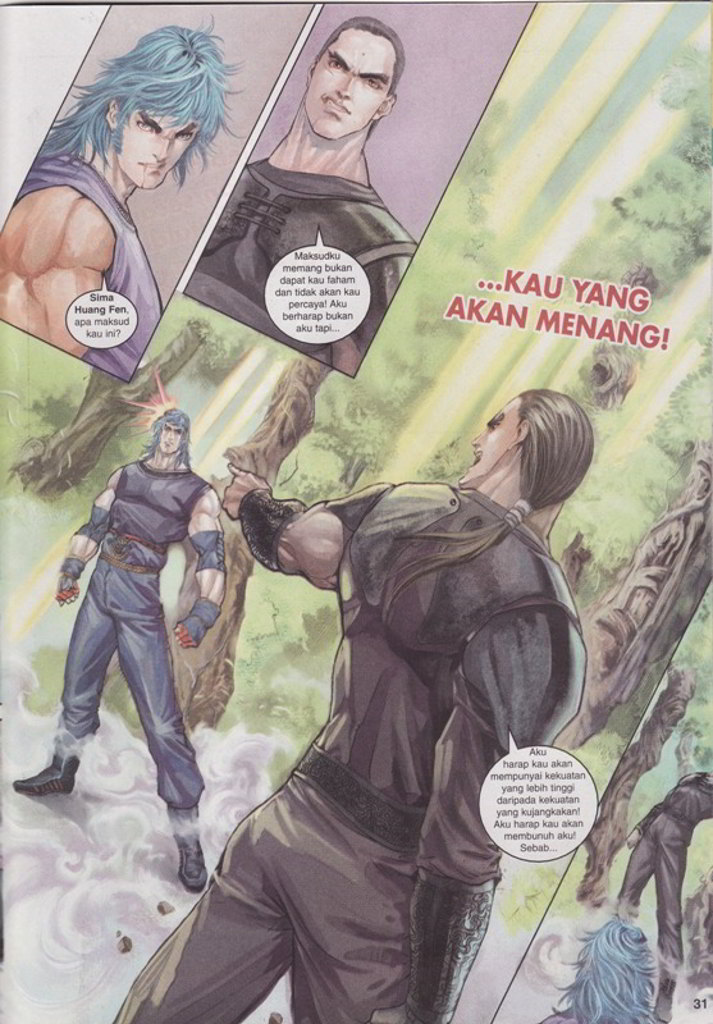 Sima
Huang Fen,
apa maksud
kau ini?
Maksudku
memang bukan
dapat kau faham
dan tidak akan kau
percaya! Aku
berharap bukan
aku tapi...
...KAU YANG
AKAN MENANG!
Aku
harap kau akan
mempunyai kekuatan
yang lebih tinggi
daripada kekuatan
yang kujangkakan!
Aku harap kau akan
membunuh aku!
Sebab...
31